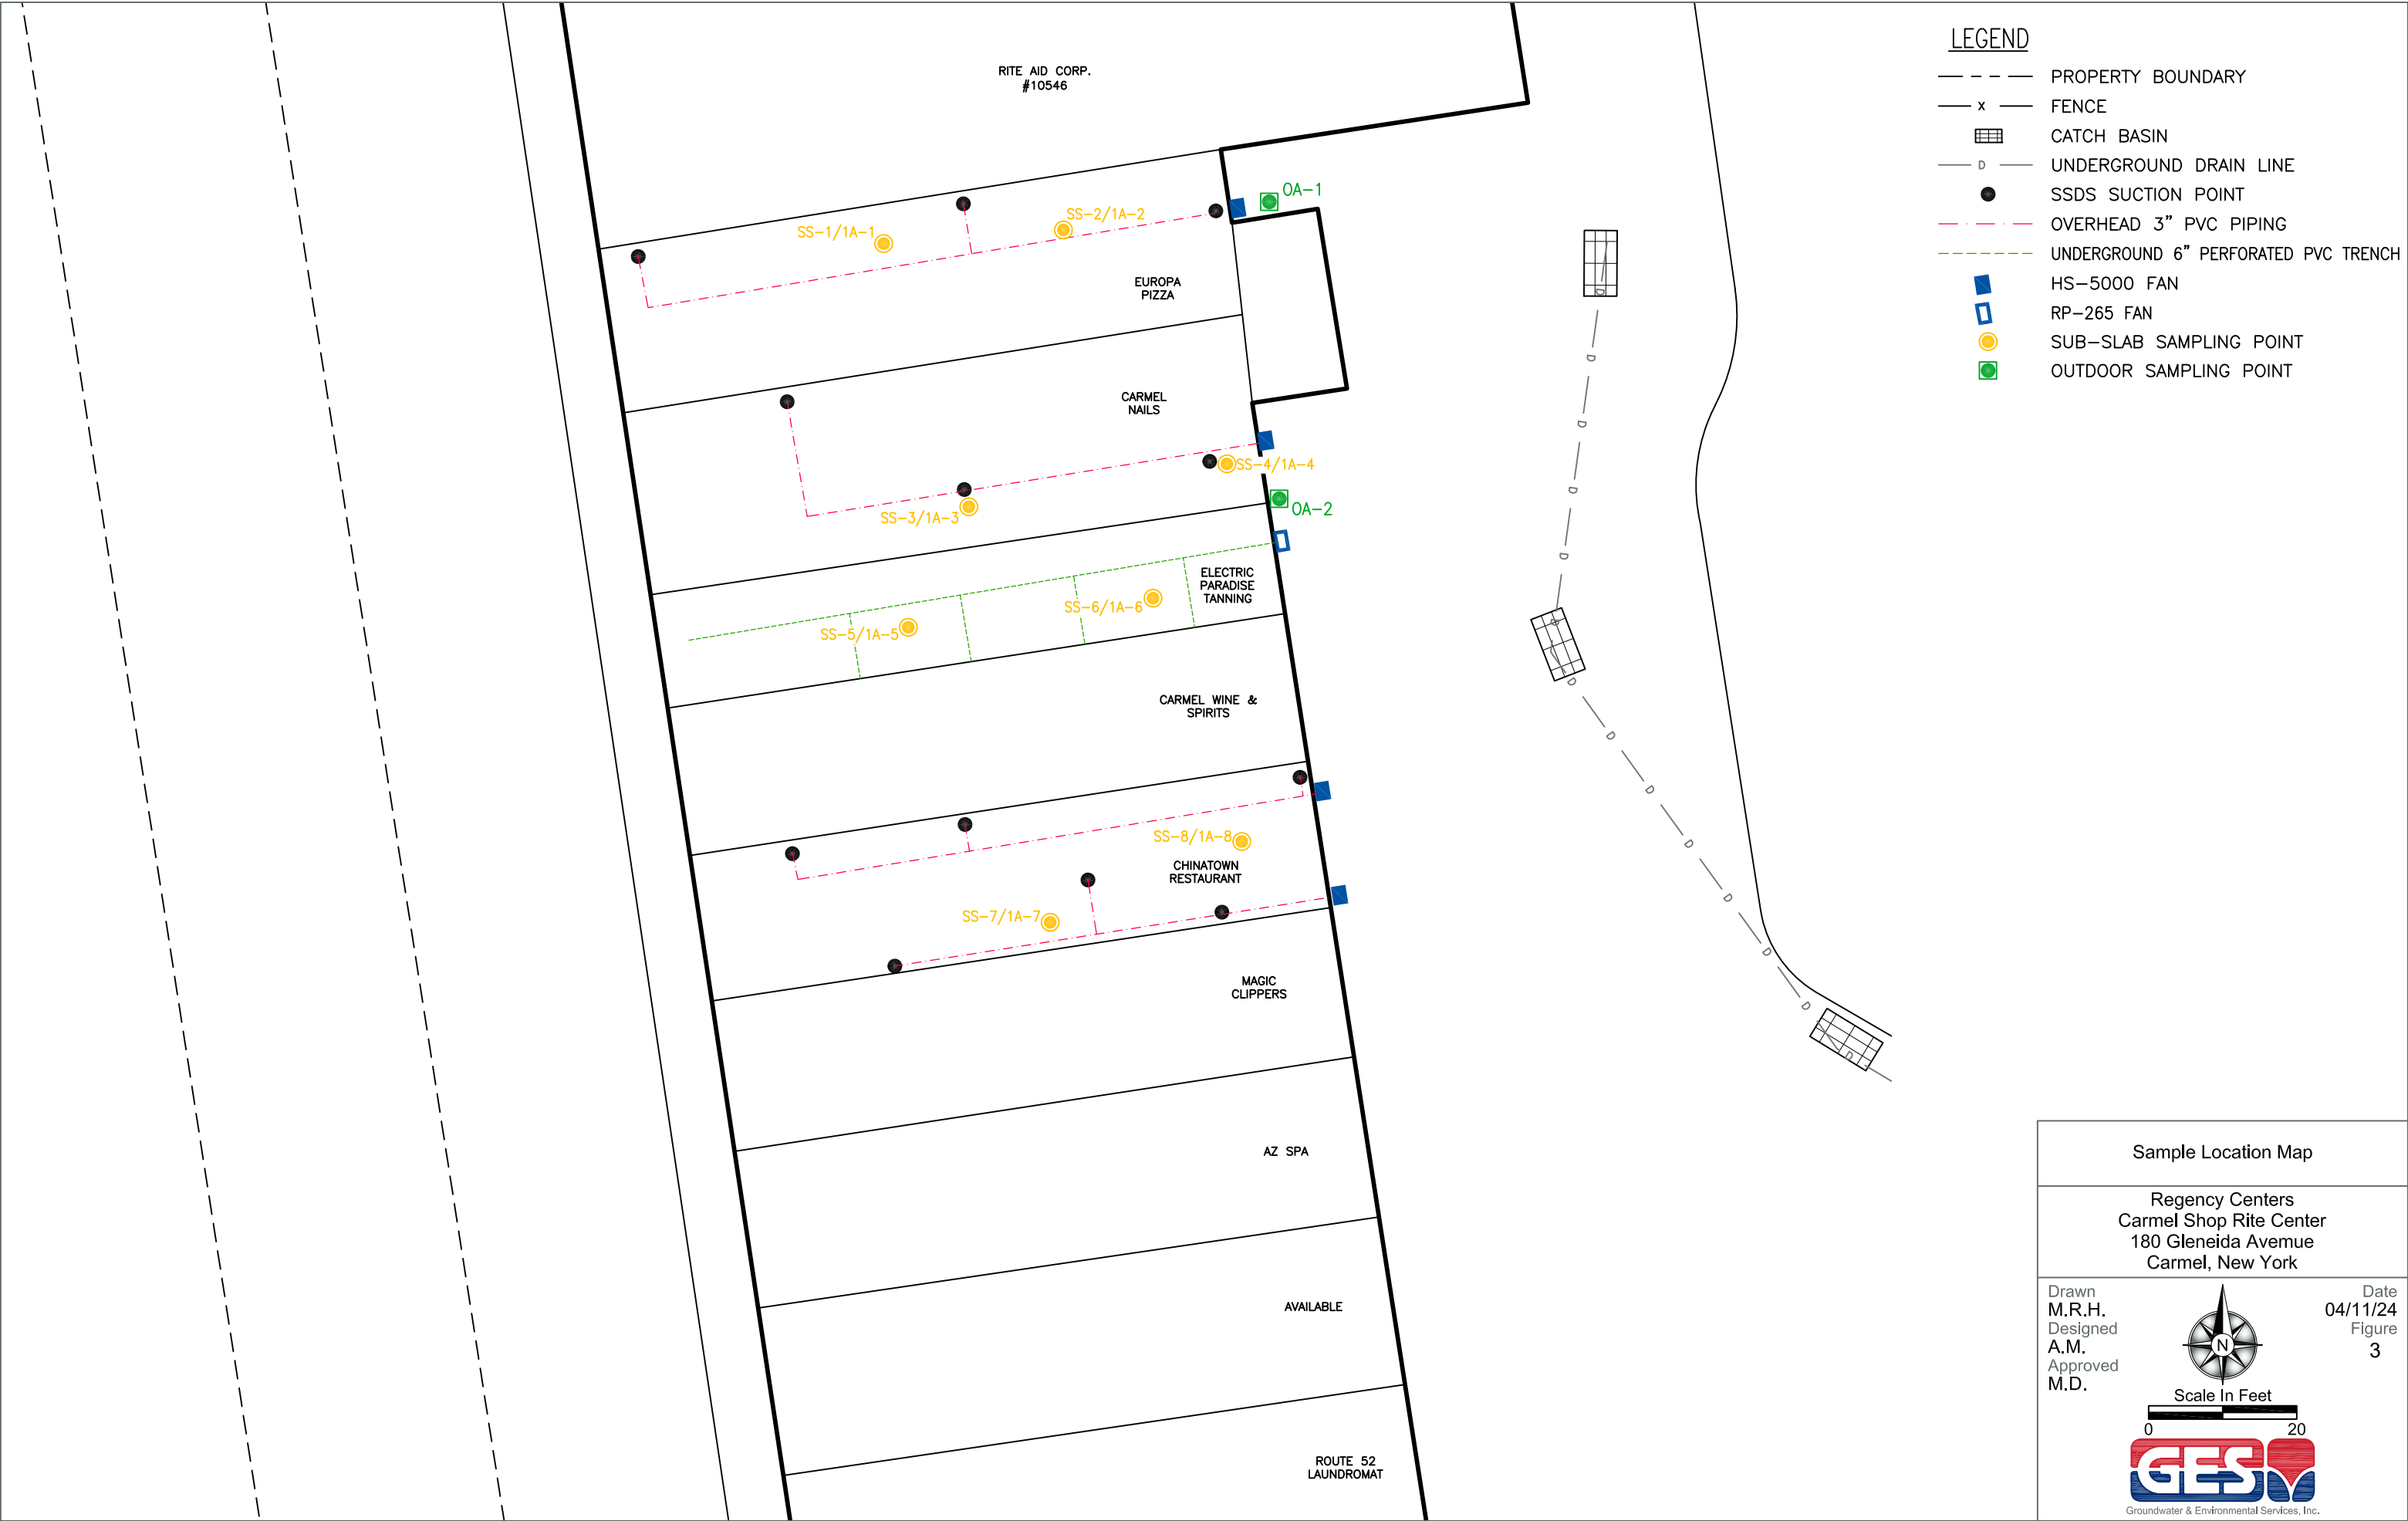 RITE AID CORP.
#10546
OA-1
SS-2/1A-2
SS-1/1A-1
EUROPA
PIZZA
CARMEL
NAILS
SS-4/1A-4
OA-2
SS-3/1A-3
ELECTRIC
PARADISE
TANNING
SS-6/1A-6
SS-5/1A-5
CARMEL WINE &
SPIRITS
SS-8/1A-8
CHINATOWN
RESTAURANT
SS-7/1A-7
MAGIC
CLIPPERS
AZ SPA
AVAILABLE
ROUTE 52
LAUNDROMAT
D
D
D
D
D
D
D
D
D
D
D
D
D
D
LEGEND
PROPERTY BOUNDARY
X FENCE
CATCH BASIN
D UNDERGROUND DRAIN LINE
SSDS SUCTION POINT
OVERHEAD 3" PVC PIPING
UNDERGROUND 6" PERFORATED PVC TRENCH
HS-5000 FAN
RP-265 FAN
SUB-SLAB SAMPLING POINT
OUTDOOR SAMPLING POINT
Sample Location Map
Regency Centers
Carmel Shop Rite Center
180 Gleneida Avemue
Carmel, New York
Drawn
M.R.H.
Designed
A.M.
Approved
M.D.
N
Date
04/11/24
Figure
3
Scale In Feet
0 20
GES
Groundwater & Environmental Services, Inc.